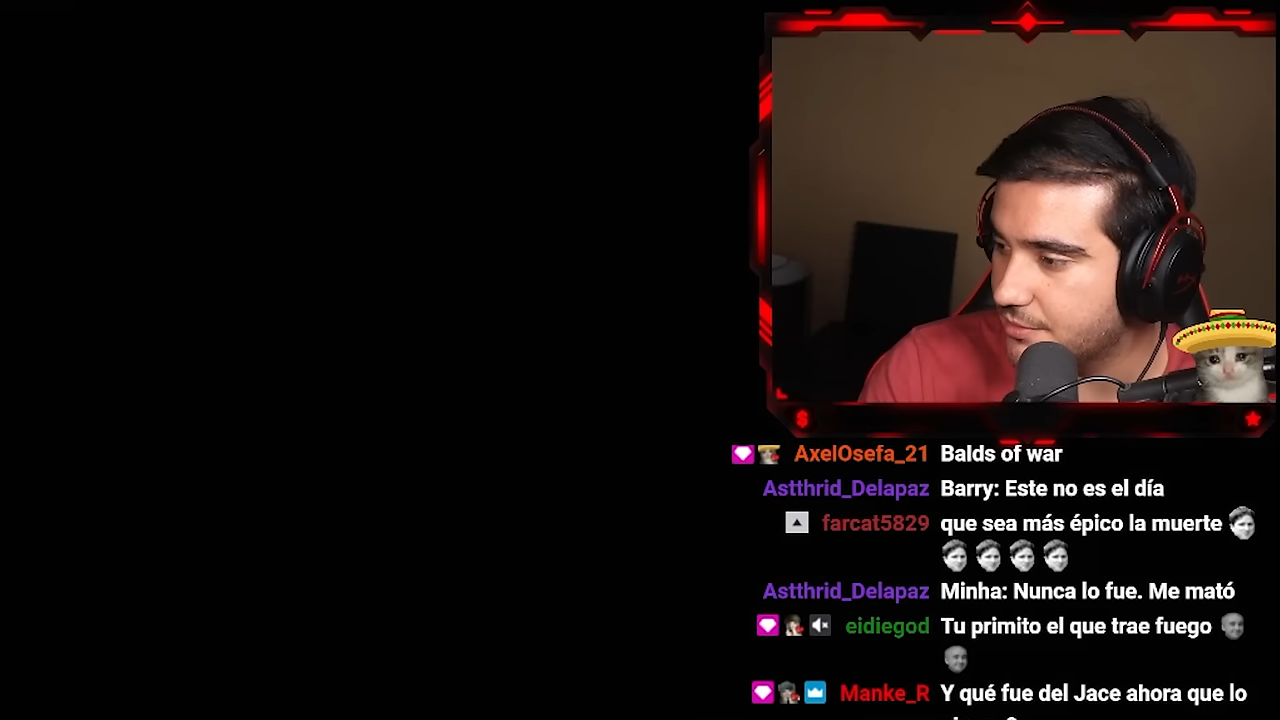 AxelOsefa_21 Balds of war
Astthrid_Delapaz Barry: Este no es el día
farcat5829 que sea más épico la muerte
Astthrid_Delapaz Minha: Nunca lo fue. Me mató
eidiegod Tu primito el que trae fuego
Manke_R Y qué fue del Jace ahora que lo